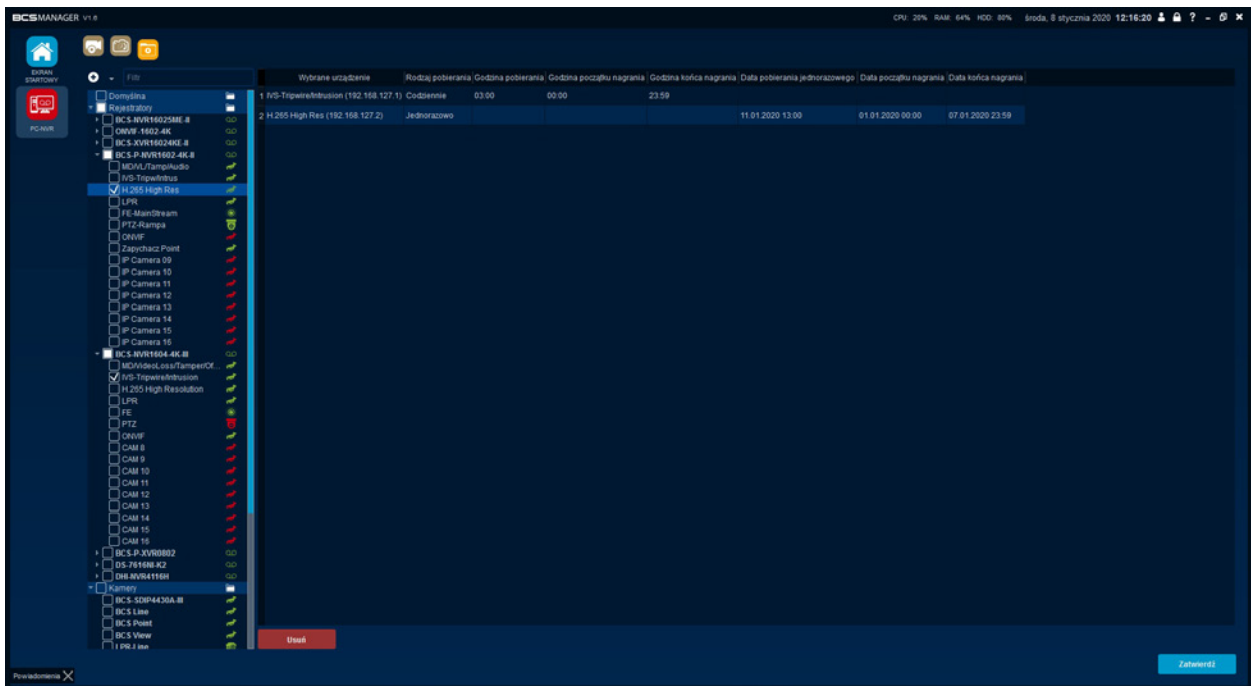 BCSMANAGER V1.6 CPU: 20% RAM: 64% HDD: 80% środa, 8 stycznia 2020 12:16:20 ?
EKRAN
STARTOWY
PC-NVR
Filtr
Wybrane urządzenie Rodzaj pobierania Godzina pobierania Godzina początku nagrania Godzina końca nagrania Data pobierania jednorazowego Data początku nagrania Data końca nagrania
1 IVS-Tripwire/Intrusion (192.168.127.1) Codziennie 03:00 00:00 23:59
2 H.265 High Res (192.168.127.2) Jednorazowo 11.01.2020 13:00 01.01.2020 00:00 07.01.2020 23:59
Domyślna
Rejestratory
BCS-NVR16025ME-II
ONVIF-1602-4K
BCS-XVR16024KE-II
BCS-P-NVR1602-4K-II
MD/VL/Tamp/Audio
IVS-Tripw/Intrus
H.265 High Res
LPR
FE-MainStream
PTZ-Rampa
ONVIF
Zapychacz Point
IP Camera 09
IP Camera 10
IP Camera 11
IP Camera 12
IP Camera 13
IP Camera 14
IP Camera 15
IP Camera 16
BCS-NVR1604-4K-III
MD/VideoLoss/Tamper/Of...
IVS-Tripwire/Intrusion
H.265 High Resolution
LPR
FE
PTZ
ONVIF
CAM 8
CAM 9
CAM 10
CAM 11
CAM 12
CAM 13
CAM 14
CAM 15
CAM 16
BCS-P-XVR0802
DS-7616NI-K2
DHI-NVR4116H
Kamery
BCS-SDIP4430A-III
BCS Line
BCS Point
BCS View
LPR-Line
Usuń
Zatwierdź
Powiadomienia